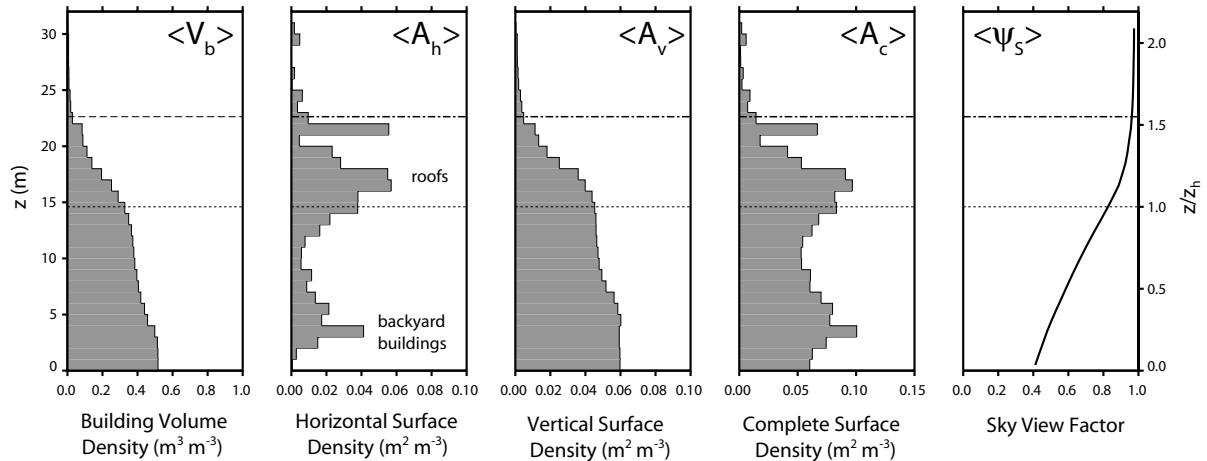 <V_b>
<A_h>
<A_v>
<A_c>
<ψ_S>
z (m)
30
25
20
15
10
5
0
roofs
backyard
buildings
2.0
1.5
1.0
0.5
0.0
z/z_h
0.0 0.2 0.4 0.6 0.8 1.0
0.00 0.02 0.04 0.06 0.08 0.10
0.00 0.02 0.04 0.06 0.08 0.10
0.00 0.05 0.10 0.15
0.0 0.2 0.4 0.6 0.8 1.0
Building Volume
Density (m³ m⁻³)
Horizontal Surface
Density (m² m⁻³)
Vertical Surface
Density (m² m⁻³)
Complete Surface
Density (m² m⁻³)
Sky View Factor